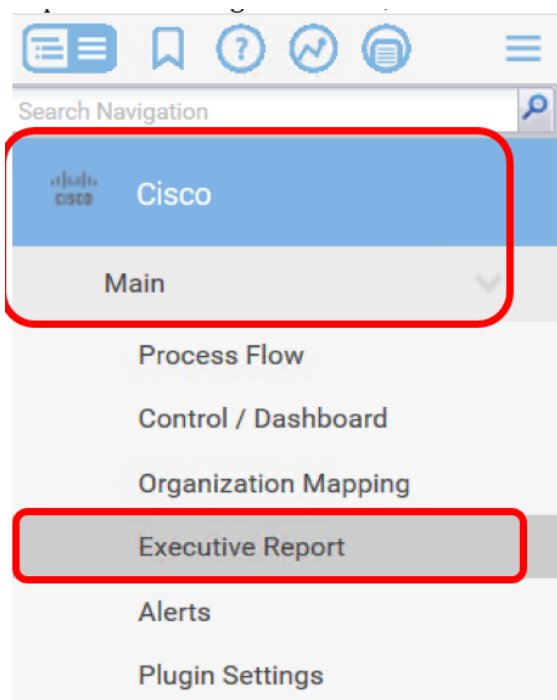 Search Navigation
CISCO
Cisco
Main
Process Flow
Control / Dashboard
Organization Mapping
Executive Report
Alerts
Plugin Settings